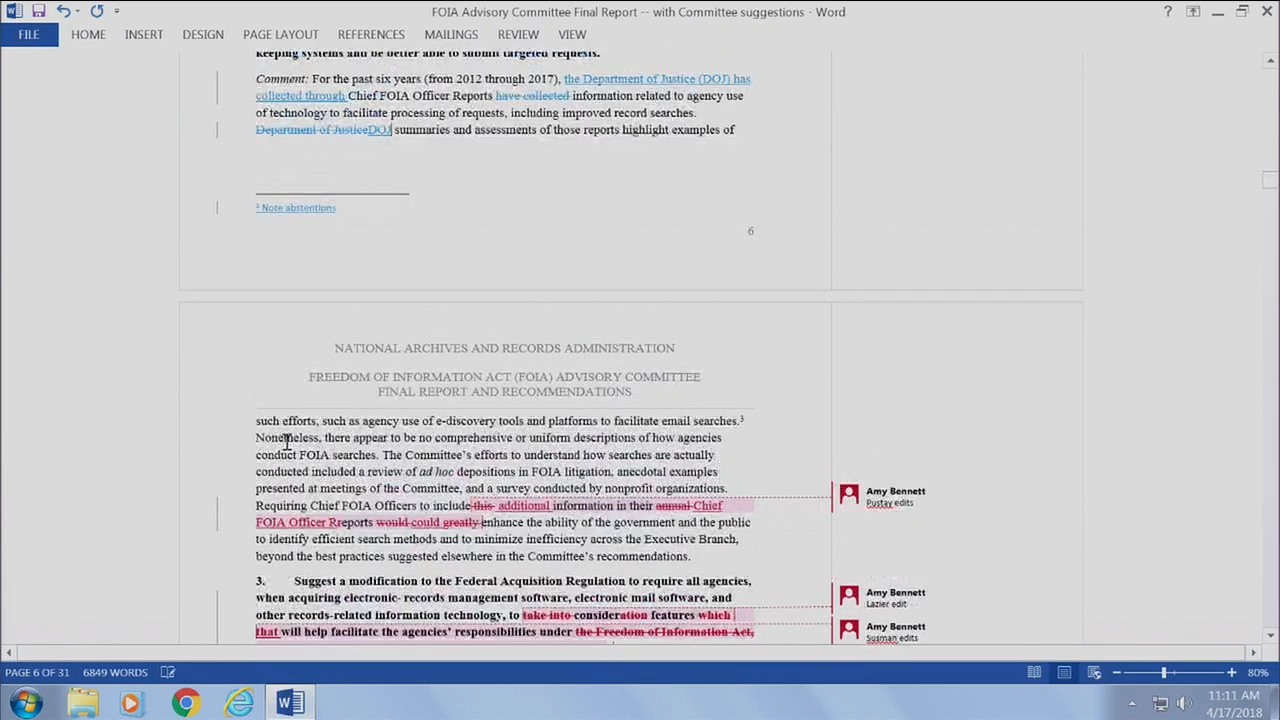 FOIA Advisory Committee Final Report -- with Committee suggestions - Word
FILE HOME INSERT DESIGN PAGE LAYOUT REFERENCES MAILINGS REVIEW VIEW
keeping systems and be better able to submit targeted requests.
Comment: For the past six years (from 2012 through 2017), the Department of Justice (DOJ) has
collected through Chief FOIA Officer Reports have collected information related to agency use
of technology to facilitate processing of requests, including improved record searches.
Department of JusticeDOJ summaries and assessments of those reports highlight examples of
² Note abstentions
6
NATIONAL ARCHIVES AND RECORDS ADMINISTRATION
FREEDOM OF INFORMATION ACT (FOIA) ADVISORY COMMITTEE
FINAL REPORT AND RECOMMENDATIONS
such efforts, such as agency use of e-discovery tools and platforms to facilitate email searches.³
Nonetheless, there appear to be no comprehensive or uniform descriptions of how agencies
conduct FOIA searches. The Committee's efforts to understand how searches are actually
conducted included a review of ad hoc depositions in FOIA litigation, anecdotal examples
presented at meetings of the Committee, and a survey conducted by nonprofit organizations.
Requiring Chief FOIA Officers to include this additional information in their annual Chief
FOIA Officer Rreports would could greatly enhance the ability of the government and the public
to identify efficient search methods and to minimize inefficiency across the Executive Branch,
beyond the best practices suggested elsewhere in the Committee's recommendations.
3. Suggest a modification to the Federal Acquisition Regulation to require all agencies,
when acquiring electronic- records management software, electronic mail software, and
other records-related information technology, to take into consideration features which
that will help facilitate the agencies' responsibilities under the Freedom of Information Act,
Amy Bennett
Pustay edits
Amy Bennett
Lazier edit
Amy Bennett
Susman edits
PAGE 6 OF 31 6849 WORDS
80%
11:11 AM
4/17/2018